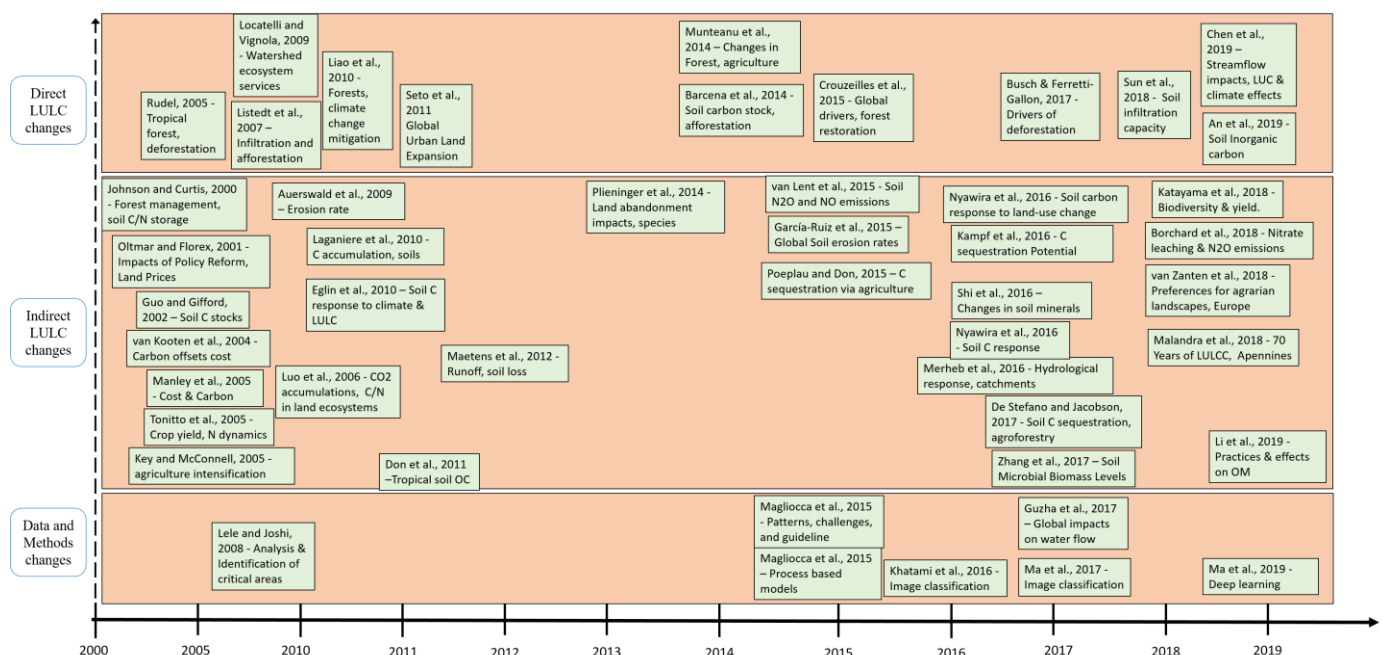 Direct
LULC
changes
Rudel, 2005 -
Tropical
forest,
deforestation
Locatelli and
Vignola, 2009
- Watershed
ecosystem
services
Listedt et al.,
2007 –
Infiltration and
afforestation
Liao et al.,
2010 -
Forests,
climate
change
mitigation
Seto et al.,
2011
Global
Urban Land
Expansion
Munteanu et al.,
2014 – Changes in
Forest, agriculture
Barcena et al., 2014 -
Soil carbon stock,
afforestation
Crouzeilles et al.,
2015 - Global
drivers, forest
restoration
Busch & Ferretti-
Gallon, 2017 -
Drivers of
deforestation
Sun et al.,
2018 - Soil
infiltration
capacity
Chen et al.,
2019 –
Streamflow
impacts, LUC &
climate effects
An et al., 2019 -
Soil Inorganic
carbon
Indirect
LULC
changes
Johnson and Curtis, 2000
- Forest management,
soil C/N storage
Oltmar and Florex, 2001 -
Impacts of Policy Reform,
Land Prices
Guo and Gifford,
2002 – Soil C stocks
van Kooten et al., 2004 -
Carbon offsets cost
Manley et al., 2005
- Cost & Carbon
Tonitto et al., 2005 -
Crop yield, N dynamics
Key and McConnell, 2005 -
agriculture intensification
Auerswald et al., 2009
– Erosion rate
Laganiere et al., 2010 -
C accumulation, soils
Eglin et al., 2010 – Soil C
response to climate &
LULC
Luo et al., 2006 - CO2
accumulations, C/N
in land ecosystems
Don et al., 2011
–Tropical soil OC
Maetens et al., 2012 -
Runoff, soil loss
Plieninger et al., 2014 -
Land abandonment
impacts, species
van Lent et al., 2015 - Soil
N2O and NO emissions
García-Ruiz et al., 2015 –
Global Soil erosion rates
Poeplau and Don, 2015 – C
sequestration via agriculture
Nyawira et al., 2016 - Soil carbon
response to land-use change
Kampf et al., 2016 - C
sequestration Potential
Shi et al., 2016 –
Changes in soil minerals
Nyawira et al., 2016
- Soil C response
Merheb et al., 2016 - Hydrological
response, catchments
De Stefano and Jacobson,
2017 - Soil C sequestration,
agroforestry
Zhang et al., 2017 – Soil
Microbial Biomass Levels
Katayama et al., 2018 -
Biodiversity & yield.
Borchard et al., 2018 - Nitrate
leaching & N2O emissions
van Zanten et al., 2018 -
Preferences for agrarian
landscapes, Europe
Malandra et al., 2018 - 70
Years of LULCC, Apennines
Li et al., 2019 -
Practices & effects
on OM
Data and
Methods
changes
Lele and Joshi,
2008 - Analysis &
Identification of
critical areas
Magliocca et al., 2015
- Patterns, challenges,
and guideline
Magliocca et al., 2015
– Process based
models
Khatami et al., 2016 -
Image classification
Guzha et al., 2017
– Global impacts
on water flow
Ma et al., 2017 -
Image classification
Ma et al., 2019 -
Deep learning
2000 2005 2010 2011 2012 2013 2014 2015 2016 2017 2018 2019